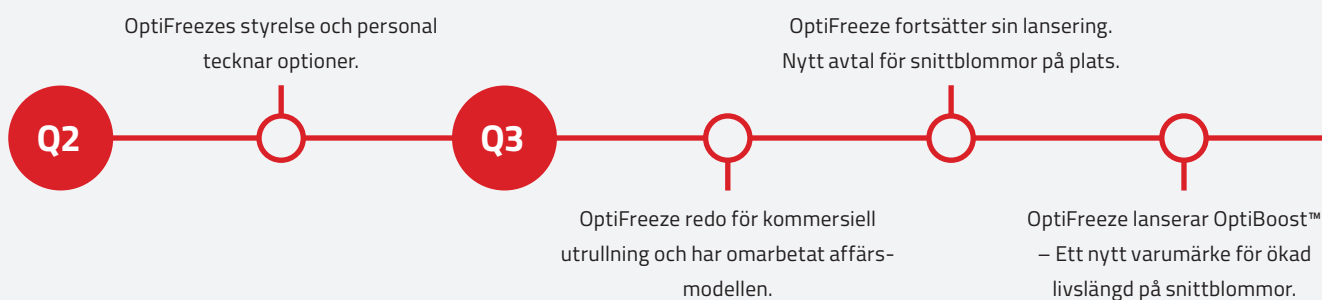 OptiFreezes styrelse och personal
tecknar optioner.
OptiFreeze fortsätter sin lansering.
Nytt avtal för snittblommor på plats.
Q2
Q3
OptiFreeze redo för kommersiell
utrullning och har omarbetat affärs-
modellen.
OptiFreeze lanserar OptiBoost™
– Ett nytt varumärke för ökad
livslängd på snittblommor.